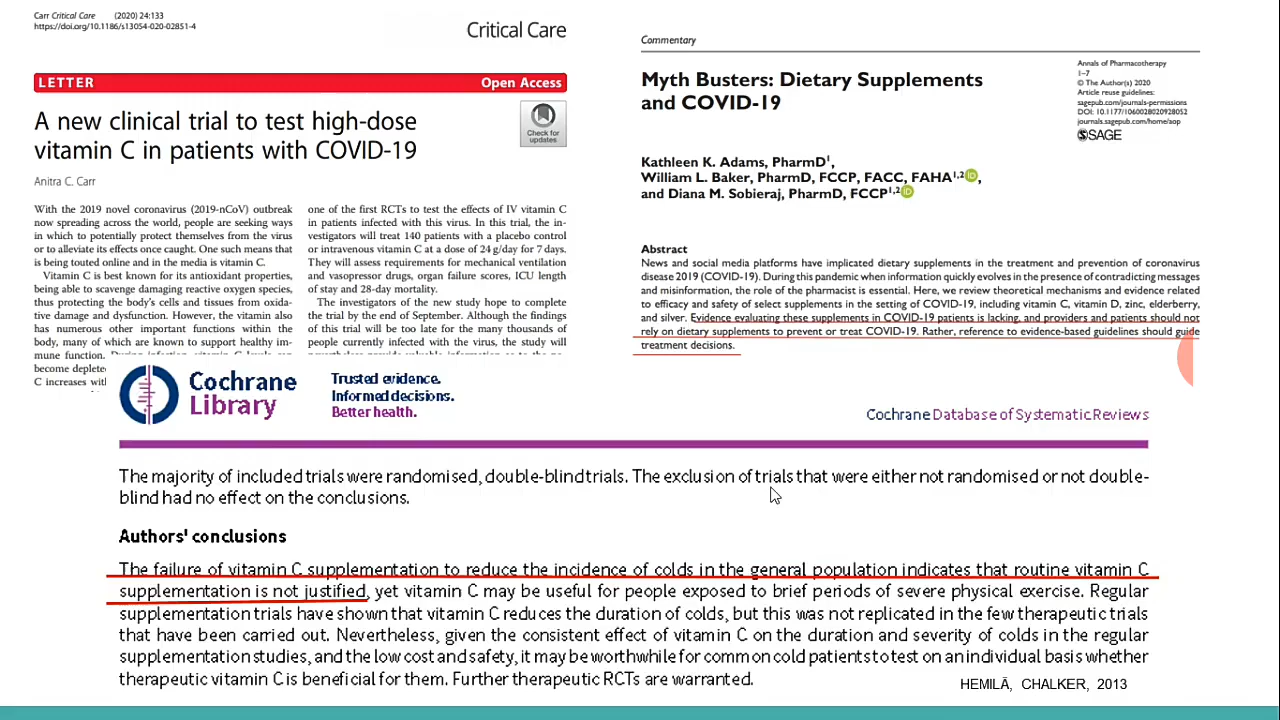 Carr Critical Care (2020) 24:133
https://doi.org/10.1186/s13054-020-02851-4
Critical Care
LETTER
Open Access
A new clinical trial to test high-dose
vitamin C in patients with COVID-19
Check for
updates
Anitra C. Carr
With the 2019 novel coronavirus (2019-nCoV) outbreak
now spreading across the world, people are seeking ways
in which to potentially protect themselves from the virus
or to alleviate its effects once caught. One such means that
is being touted online and in the media is vitamin C.
Vitamin C is best known for its antioxidant properties,
being able to scavenge damaging reactive oxygen species,
thus protecting the body's cells and tissues from oxida-
tive damage and dysfunction. However, the vitamin also
has numerous other important functions within the
body, many of which are known to support healthy im-
mune function. During infection, vitamin C levels can
become deplete
C increases wit
one of the first RCTs to test the effects of IV vitamin C
in patients infected with this virus. In this trial, the in-
vestigators will treat 140 patients with a placebo control
or intravenous vitamin C at a dose of 24 g/day for 7 days.
They will assess requirements for mechanical ventilation
and vasopressor drugs, organ failure scores, ICU length
of stay and 28-day mortality.
The investigators of the new study hope to complete
the trial by the end of September. Although the findings
of this trial will be too late for the many thousands of
people currently infected with the virus, the study will
Commentary
Myth Busters: Dietary Supplements
and COVID-19
Annals of Pharmacotherapy
1–7
© The Author(s) 2020
Article reuse guidelines:
sagepub.com/journals-permissions
DOI: 10.1177/1060028020928052
journals.sagepub.com/home/aop
SAGE
Kathleen K. Adams, PharmD1,
William L. Baker, PharmD, FCCP, FACC, FAHA1,2 iD,
and Diana M. Sobieraj, PharmD, FCCP1,2 iD
Abstract
News and social media platforms have implicated dietary supplements in the treatment and prevention of coronavirus
disease 2019 (COVID-19). During this pandemic when information quickly evolves in the presence of contradicting messages
and misinformation, the role of the pharmacist is essential. Here, we review theoretical mechanisms and evidence related
to efficacy and safety of select supplements in the setting of COVID-19, including vitamin C, vitamin D, zinc, elderberry,
and silver. Evidence evaluating these supplements in COVID-19 patients is lacking, and providers and patients should not
rely on dietary supplements to prevent or treat COVID-19. Rather, reference to evidence-based guidelines should guide
treatment decisions.
Cochrane
Library
Trusted evidence.
Informed decisions.
Better health.
Cochrane Database of Systematic Reviews
The majority of included trials were randomised, double-blind trials. The exclusion of trials that were either not randomised or not double-
blind had no effect on the conclusions.
Authors' conclusions
The failure of vitamin C supplementation to reduce the incidence of colds in the general population indicates that routine vitamin C
supplementation is not justified, yet vitamin C may be useful for people exposed to brief periods of severe physical exercise. Regular
supplementation trials have shown that vitamin C reduces the duration of colds, but this was not replicated in the few therapeutic trials
that have been carried out. Nevertheless, given the consistent effect of vitamin C on the duration and severity of colds in the regular
supplementation studies, and the low cost and safety, it may be worthwhile for common cold patients to test on an individual basis whether
therapeutic vitamin C is beneficial for them. Further therapeutic RCTs are warranted.
HEMILÄ, CHALKER, 2013